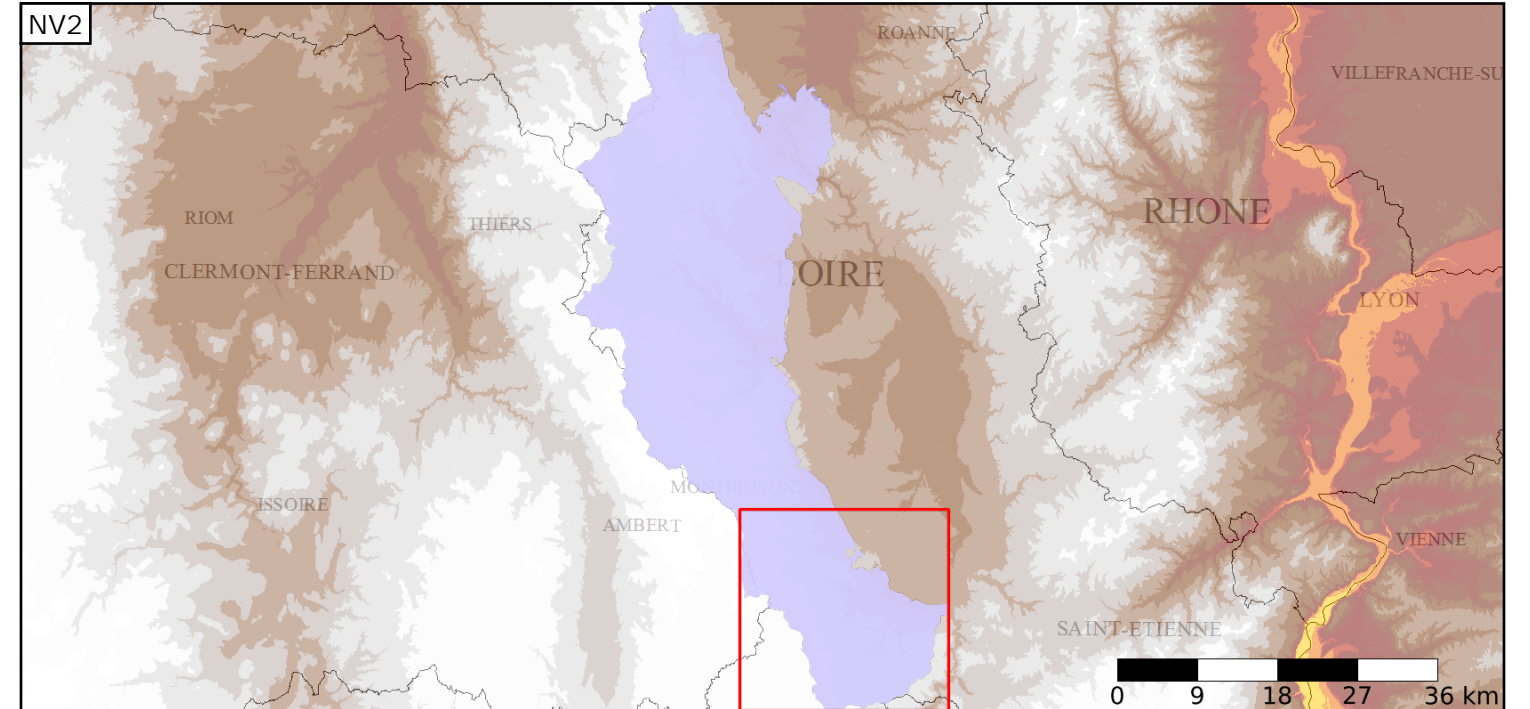 NV2
ROANNE
VILLEFRANCHE-SU
RIOM
THIERS
RHONE
CLERMONT-FERRAND
LOIRE
LYON
MONTBRISON
ISSOIRE
AMBERT
VIENNE
SAINT-ETIENNE
0 9 18 27 36 km